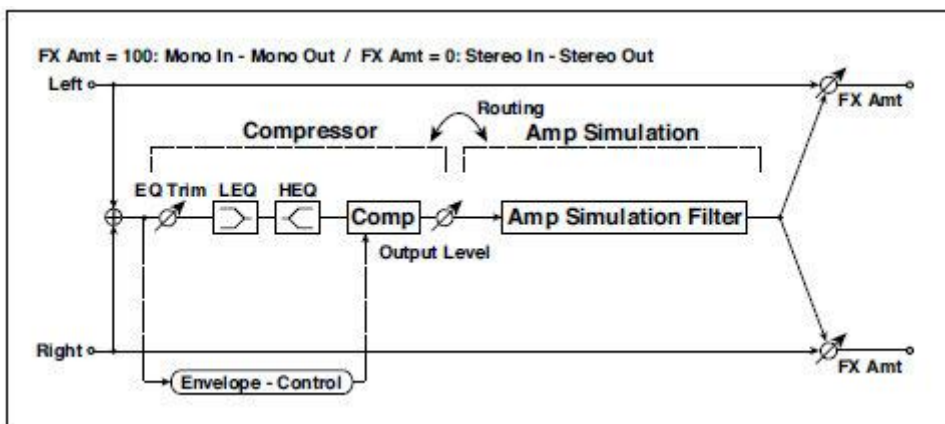 FX Amt = 100: Mono In - Mono Out / FX Amt = 0: Stereo In - Stereo Out
Left
FX Amt
Routing
Compressor
Amp Simulation
EQ Trim
LEQ
HEQ
Comp
Amp Simulation Filter
Output Level
Right
FX Amt
Envelope - Control